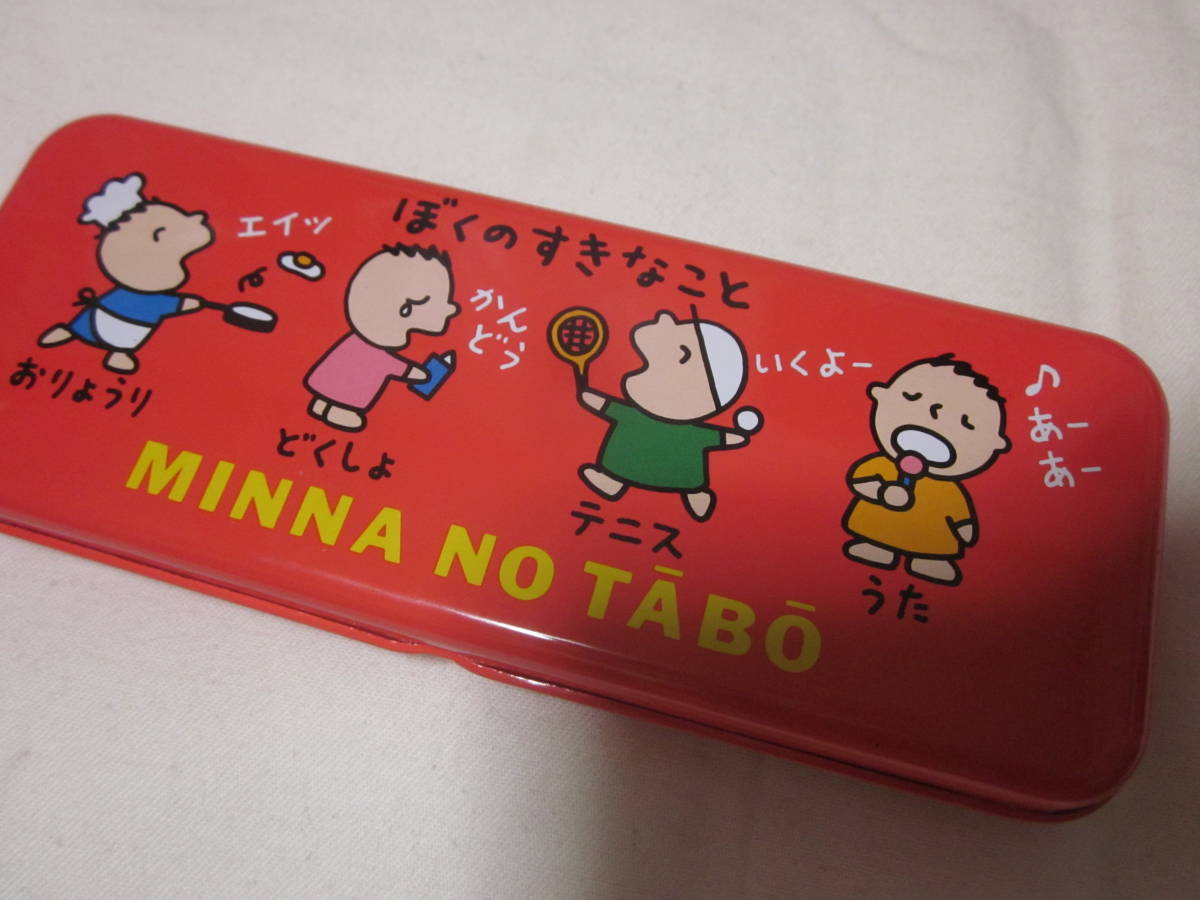 ぼくのすきなこと
エイッ
おりょうり
かん
どう
どくしょ
いくよー
テニス
♪
あー
あー
うた
MINNA NO TĀBŌ